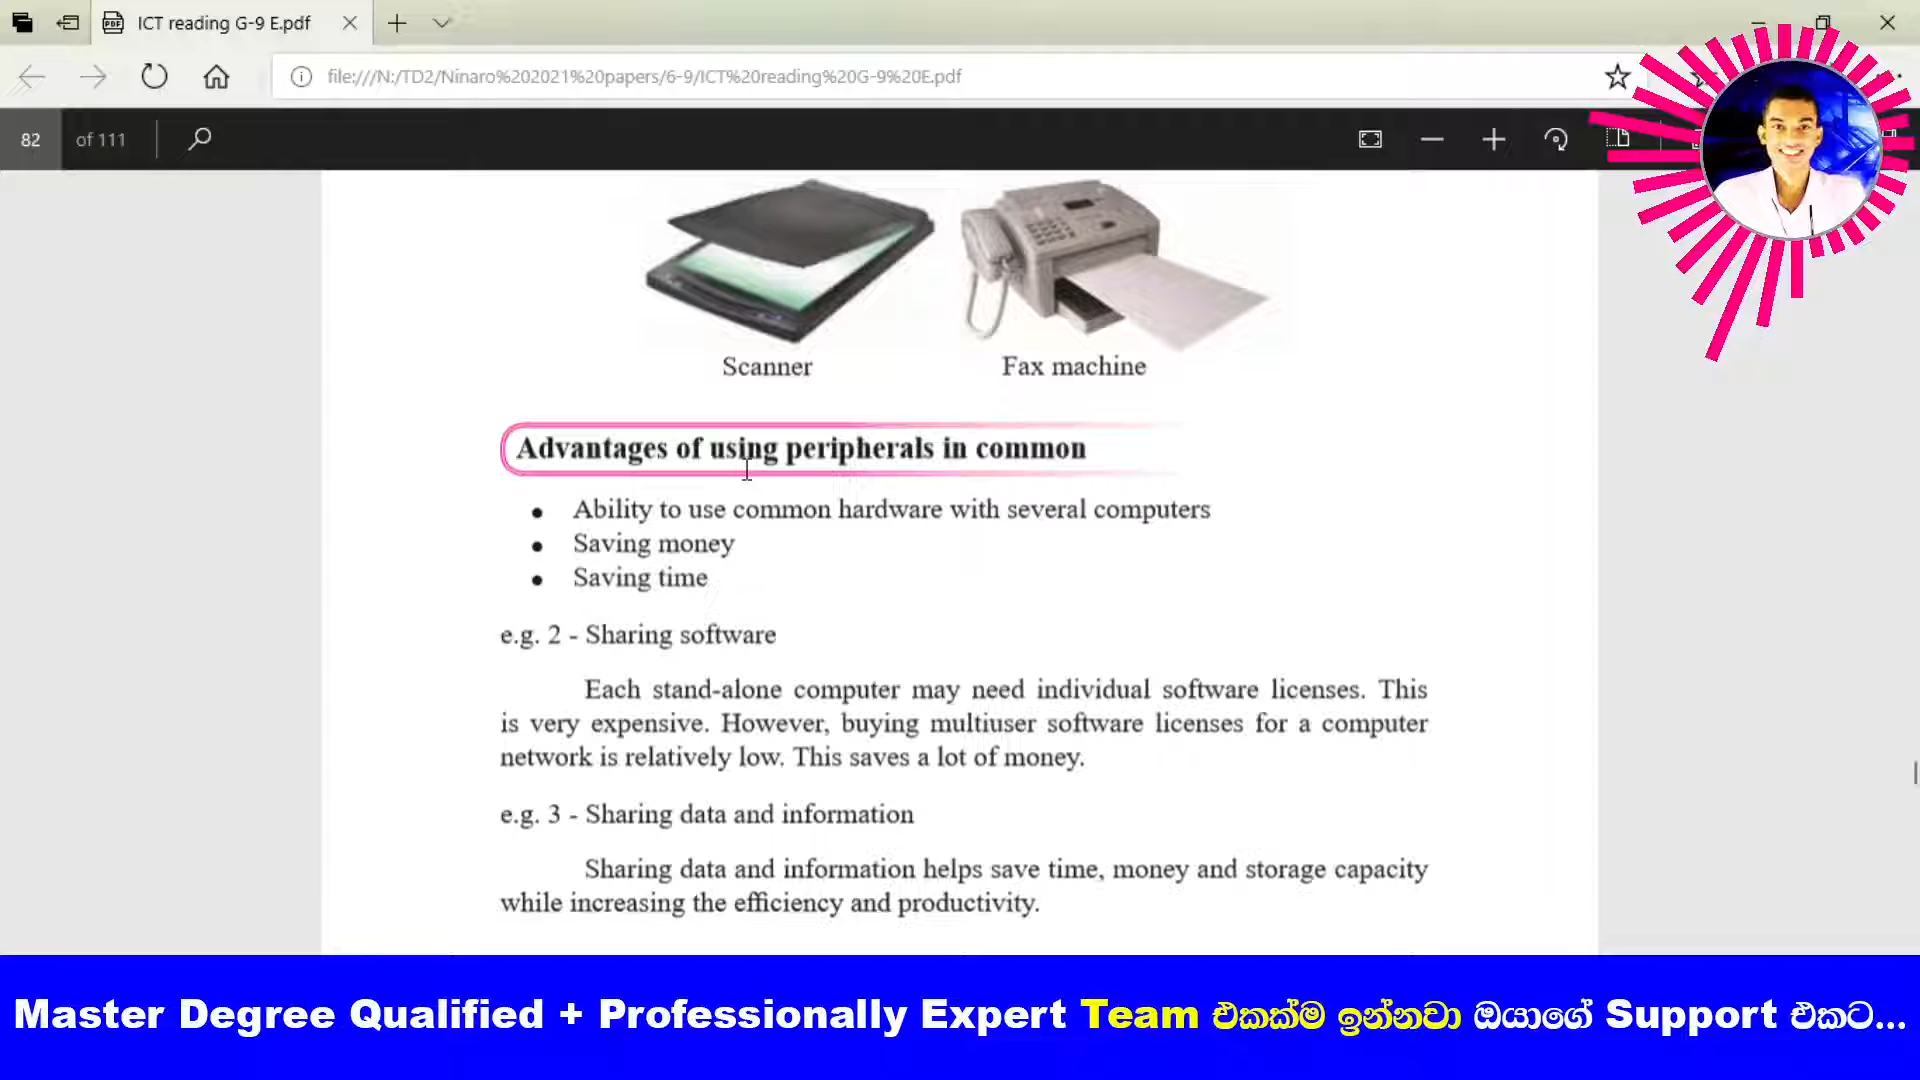 ICT reading G-9 E.pdf
file:///N:/TD2/Ninaro%202021%20papers/6-9/ICT%20reading%20G-9%20E.pdf
82 of 111
Scanner Fax machine
Advantages of using peripherals in common
• Ability to use common hardware with several computers
• Saving money
• Saving time
e.g. 2 - Sharing software
Each stand-alone computer may need individual software licenses. This
is very expensive. However, buying multiuser software licenses for a computer
network is relatively low. This saves a lot of money.
e.g. 3 - Sharing data and information
Sharing data and information helps save time, money and storage capacity
while increasing the efficiency and productivity.
Master Degree Qualified + Professionally Expert Team එකක්ම ඉන්නවා ඔයාගේ Support එකට...